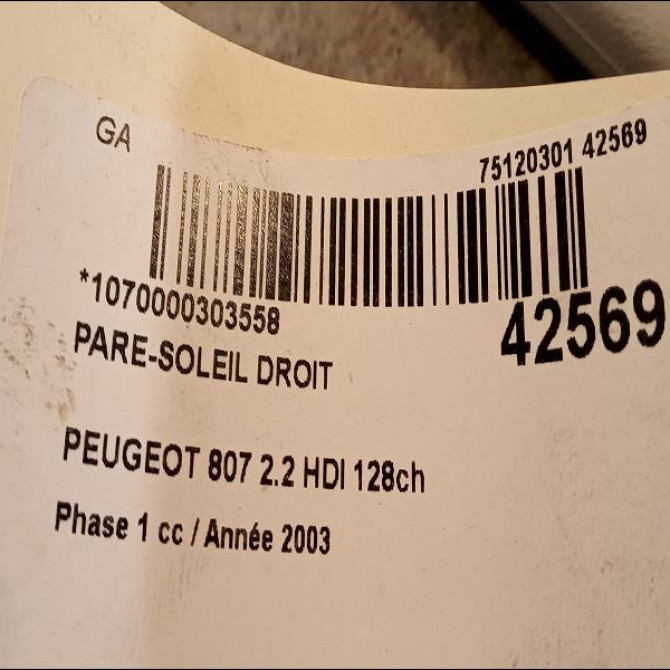 GA
75120301 42569
*1070000303558
42569
PARE-SOLEIL DROIT
PEUGEOT 807 2.2 HDI 128ch
Phase 1 cc / Année 2003